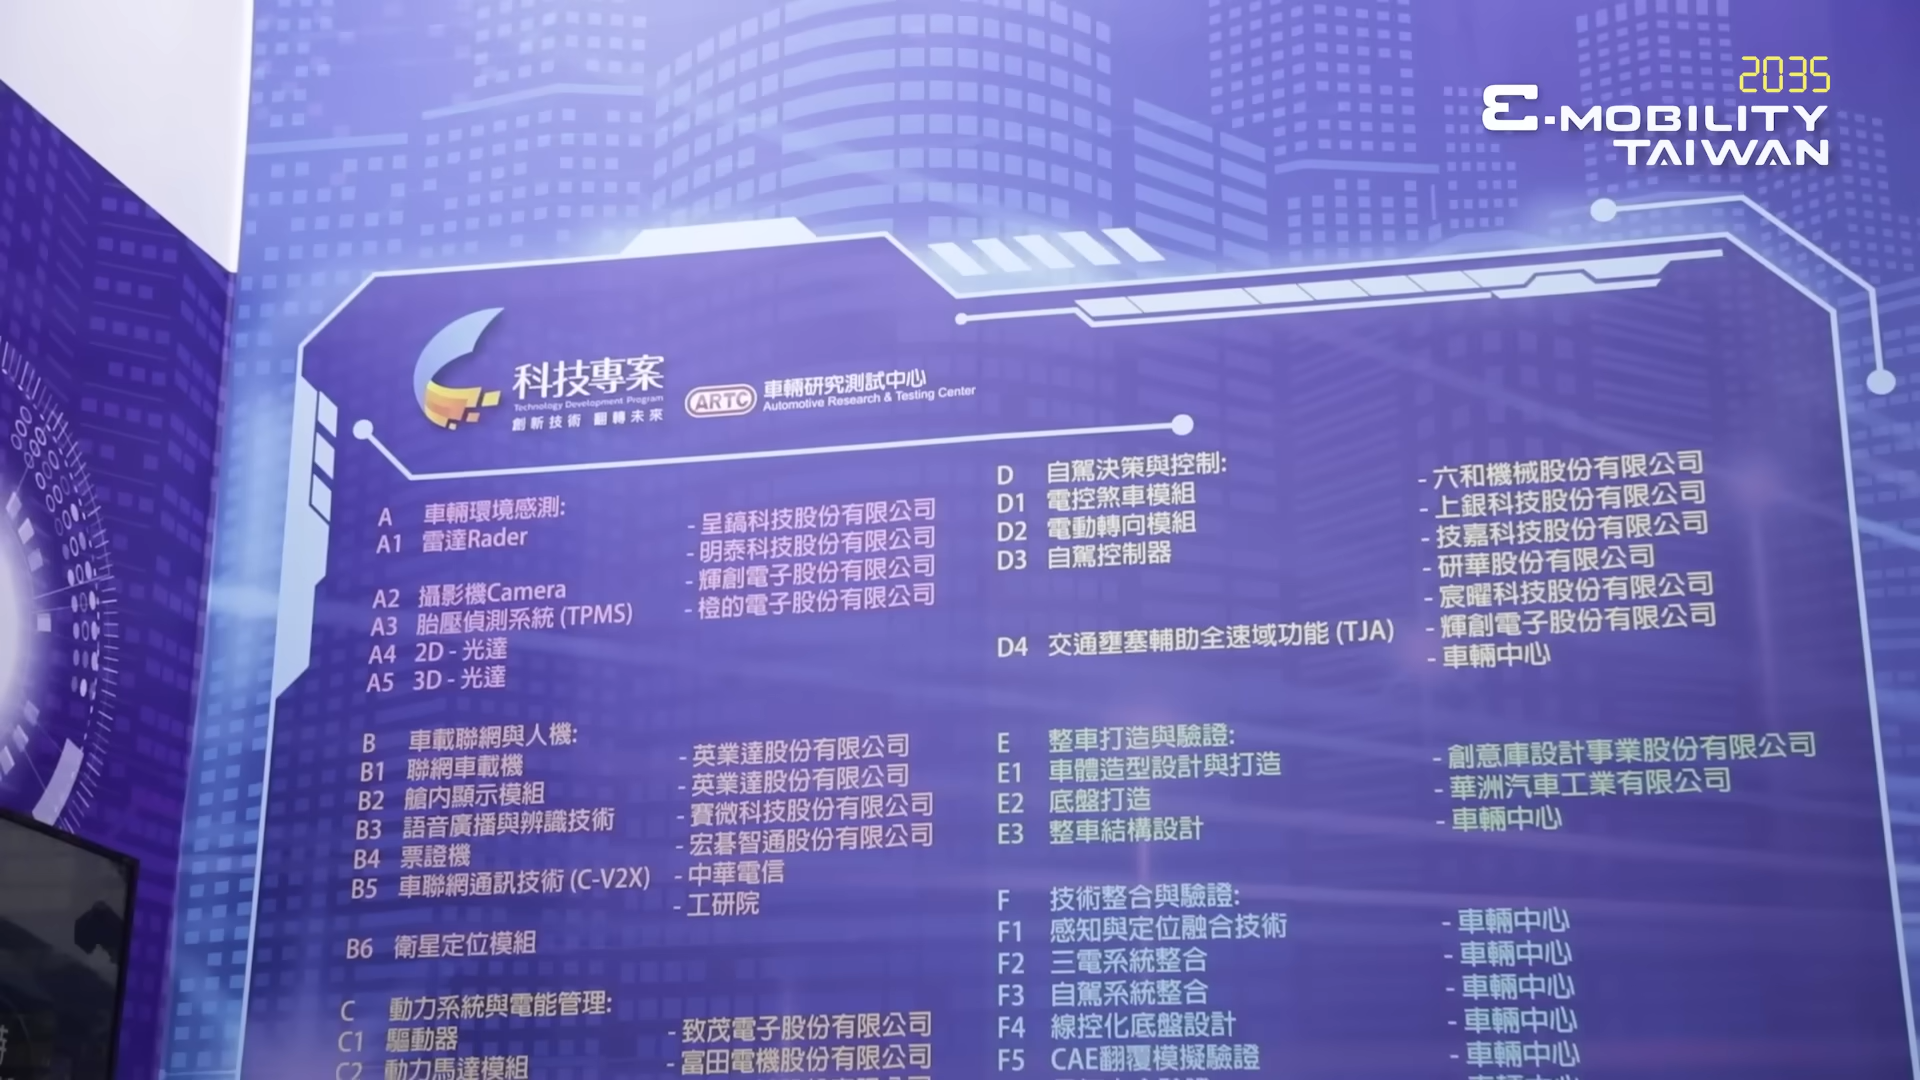 2035
E-MOBILITY
TAIWAN
科技專案
Technology Development Program
創新技術 翻轉未來
ARTC
車輛研究測試中心
Automotive Research & Testing Center
A 車輛環境感測:
A1 雷達Rader - 呈鎬科技股份有限公司
- 明泰科技股份有限公司
A2 攝影機Camera - 輝創電子股份有限公司
A3 胎壓偵測系統 (TPMS) - 橙的電子股份有限公司
A4 2D - 光達
A5 3D - 光達
B 車載聯網與人機:
B1 聯網車載機 - 英業達股份有限公司
B2 艙內顯示模組 - 英業達股份有限公司
B3 語音廣播與辨識技術 - 賽微科技股份有限公司
B4 票證機 - 宏碁智通股份有限公司
B5 車聯網通訊技術 (C-V2X) - 中華電信
- 工研院
B6 衛星定位模組
C 動力系統與電能管理:
C1 驅動器 - 致茂電子股份有限公司
C2 動力馬達模組 - 富田電機股份有限公司
D 自駕決策與控制:
D1 電控煞車模組 - 六和機械股份有限公司
D2 電動轉向模組 - 上銀科技股份有限公司
D3 自駕控制器 - 技嘉科技股份有限公司
- 研華股份有限公司
- 宸曜科技股份有限公司
D4 交通壅塞輔助全速域功能 (TJA) - 輝創電子股份有限公司
- 車輛中心
E 整車打造與驗證:
E1 車體造型設計與打造 - 創意庫設計事業股份有限公司
E2 底盤打造 - 華洲汽車工業有限公司
E3 整車結構設計 - 車輛中心
F 技術整合與驗證:
F1 感知與定位融合技術 - 車輛中心
F2 三電系統整合 - 車輛中心
F3 自駕系統整合 - 車輛中心
F4 線控化底盤設計 - 車輛中心
F5 CAE翻覆模擬驗證 - 車輛中心
- 車輛中心